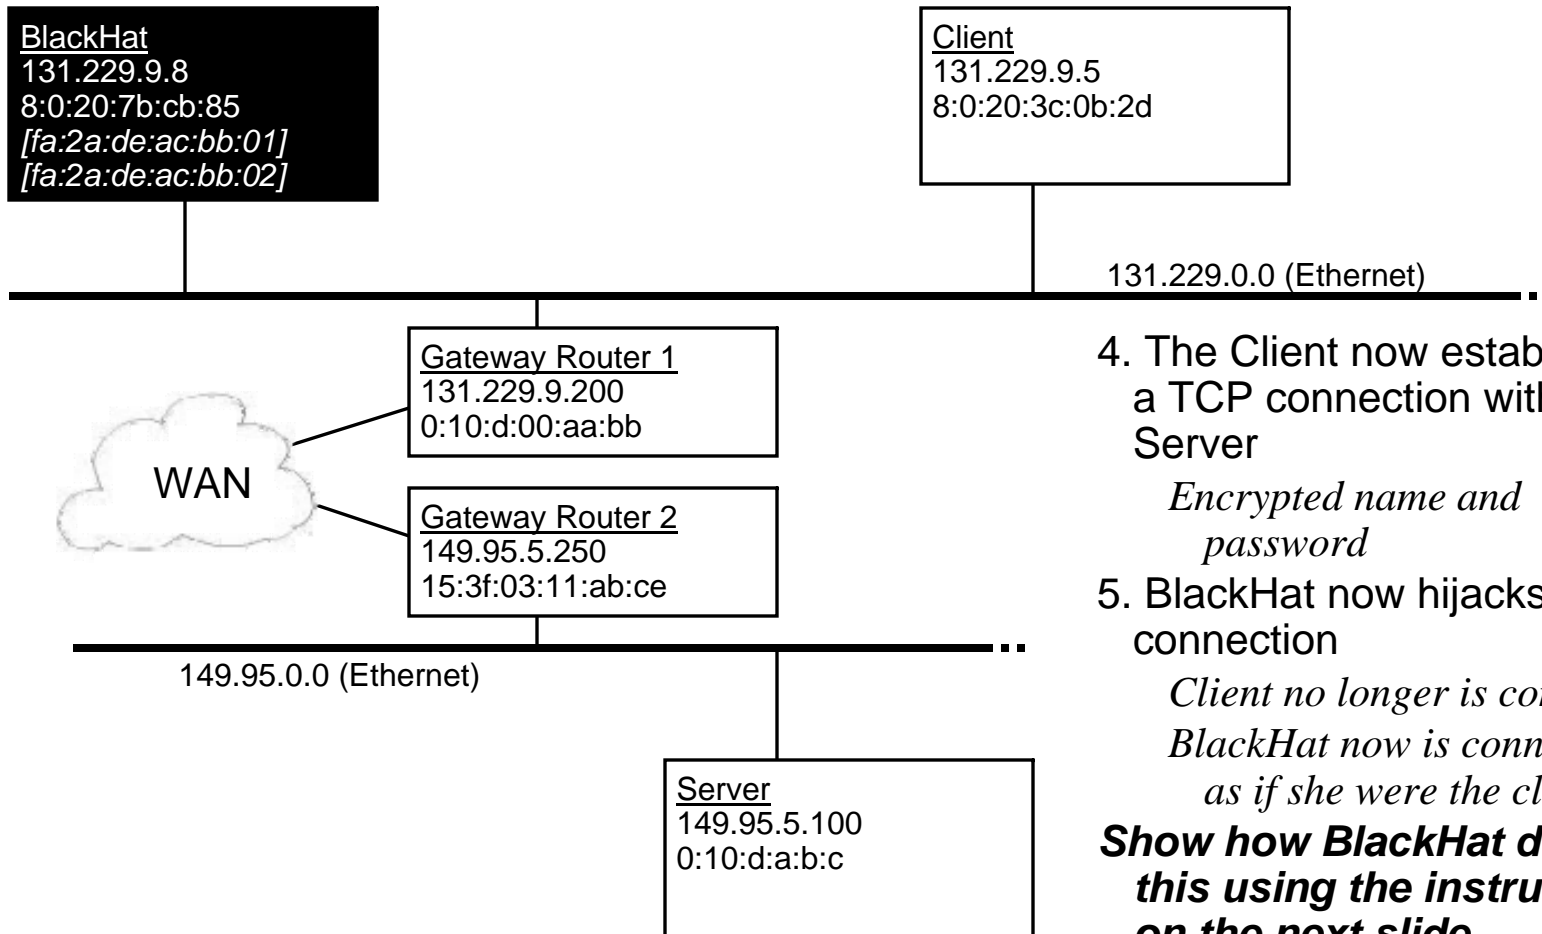 BlackHat
131.229.9.8
8:0:20:7b:cb:85
[fa:2a:de:ac:bb:01]
[fa:2a:de:ac:bb:02]
Client
131.229.9.5
8:0:20:3c:0b:2d
131.229.0.0 (Ethernet)
Gateway Router 1
131.229.9.200
0:10:d:00:aa:bb
WAN
Gateway Router 2
149.95.5.250
15:3f:03:11:ab:ce
149.95.0.0 (Ethernet)
Server
149.95.5.100
0:10:d:a:b:c
4. The Client now estab
a TCP connection with
Server
Encrypted name and
password
5. BlackHat now hijacks
connection
Client no longer is co
BlackHat now is conn
as if she were the cl
Show how BlackHat d
this using the instru
on the next slide